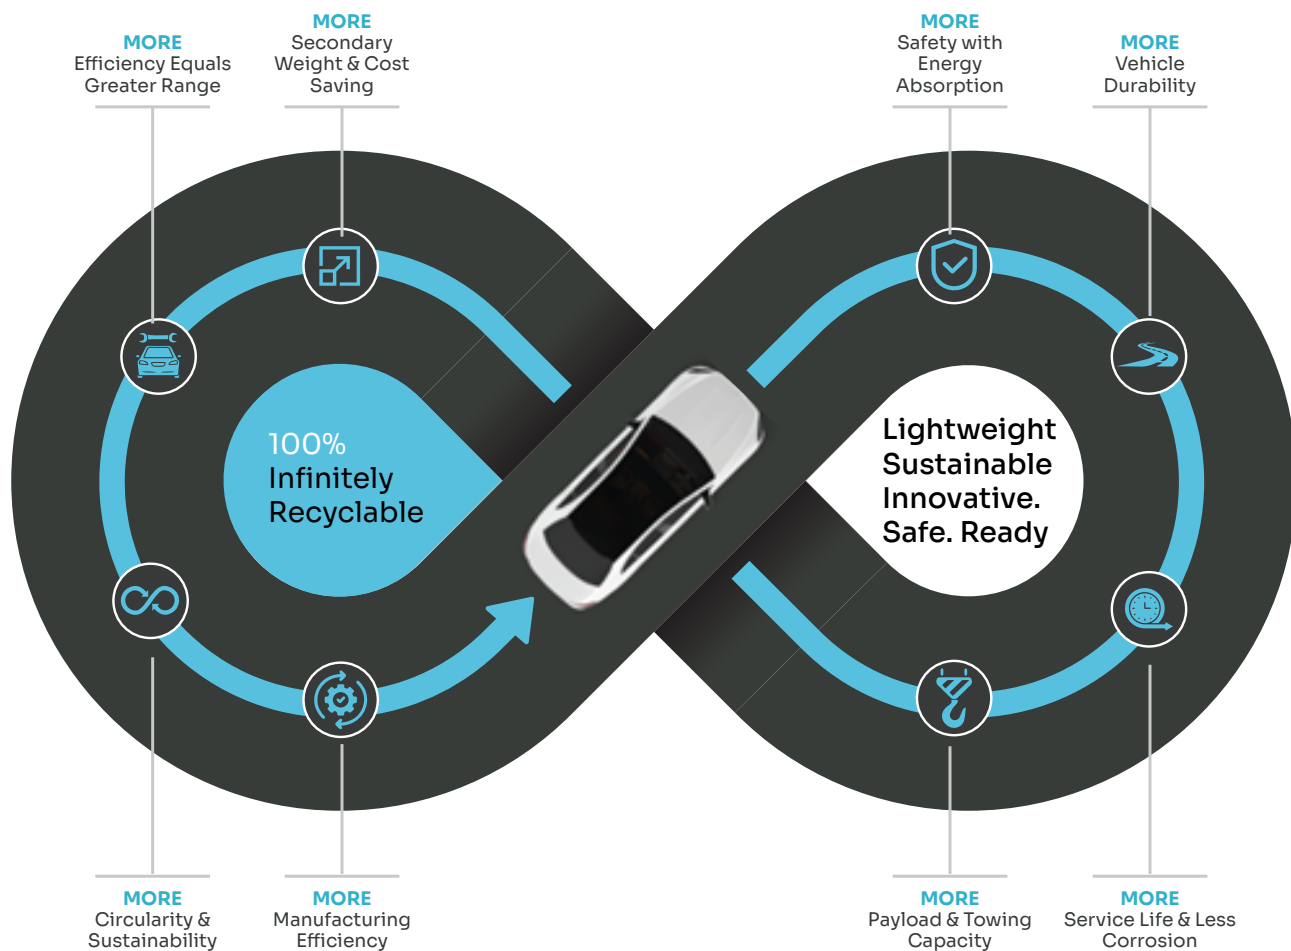 MORE
Efficiency Equals
Greater Range
MORE
Secondary
Weight & Cost
Saving
MORE
Safety with
Energy
Absorption
MORE
Vehicle
Durability
100%
Infinitely
Recyclable
Lightweight
Sustainable
Innovative.
Safe. Ready
MORE
Circularity &
Sustainability
MORE
Manufacturing
Efficiency
MORE
Payload & Towing
Capacity
MORE
Service Life & Less
Corrosion